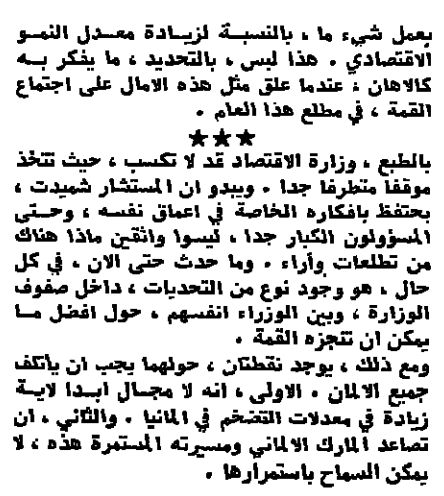 بعمل شيء ما ، بالنسبة لزيادة معدل النمو
الاقتصادي . هذا ليس ، بالتحديد ، ما يفكر به
كالاهان ، عندما علق مثل هذه الامال على اجتماع
القمة ، في مطلع هذا العام .
★★★
بالطبع ، وزارة الاقتصاد قد لا تكسب ، حيث تتخذ
موقفا متطرفا جدا . ويبدو ان المستشار شميدت ،
يحتفظ بافكاره الخاصة في اعماق نفسه ، وحتى
المسؤولون الكبار جدا ، ليسوا واثقين ماذا هناك
من تطلعات وأراء . وما حدث حتى الان ، في كل
حال ، هو وجود نوع من التحديات ، داخل صفوف
الوزارة ، وبين الوزراء انفسهم ، حول افضل ما
يمكن ان تنجزه القمة .
ومع ذلك ، يوجد نقطتان ، حولهما يجب ان يأتلف
جميع الالمان . الاولى ، انه لا مجال ابدا لاية
زيادة في معدلات التضخم في المانيا . والثاني ، ان
تصاعد المارك الالماني ومسيرته المستمرة هذه ، لا
يمكن السماح باستمرارها .